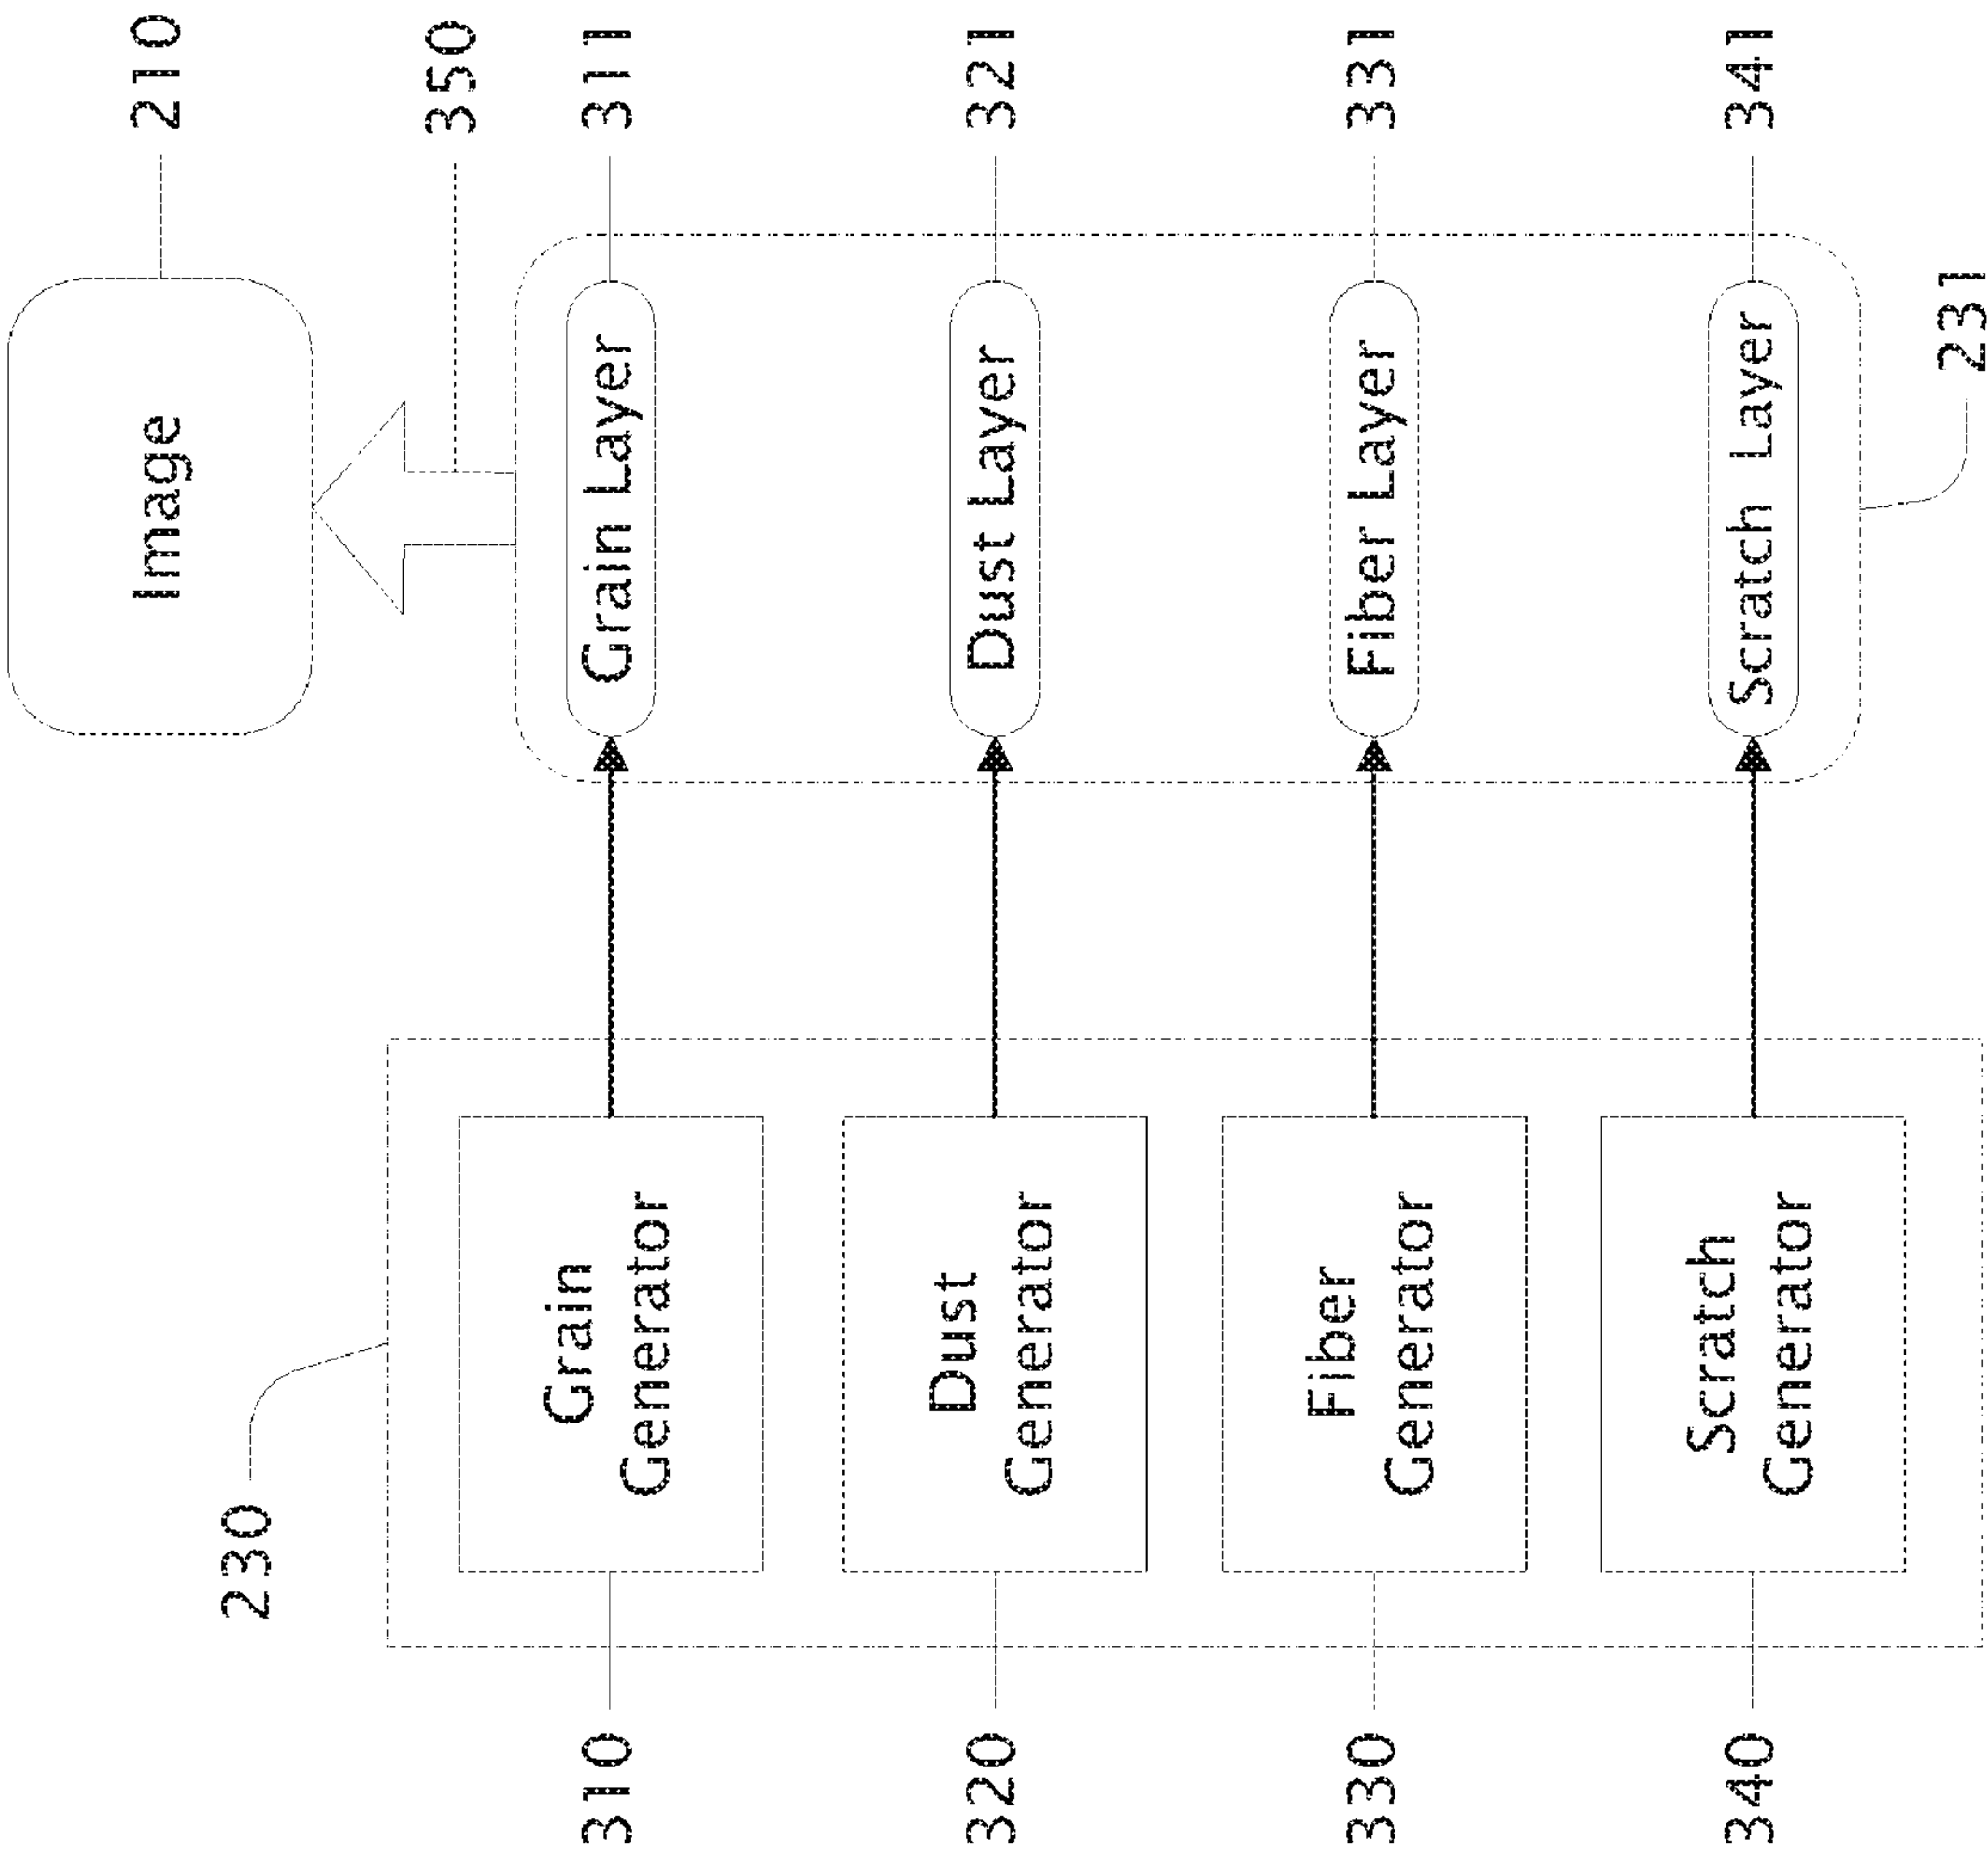 210
Image
350
230
310
Grain
Generator
Grain Layer
311
320
Dust
Generator
Dust Layer
321
330
Fiber
Generator
Fiber Layer
331
340
Scratch
Generator
Scratch Layer
341
231